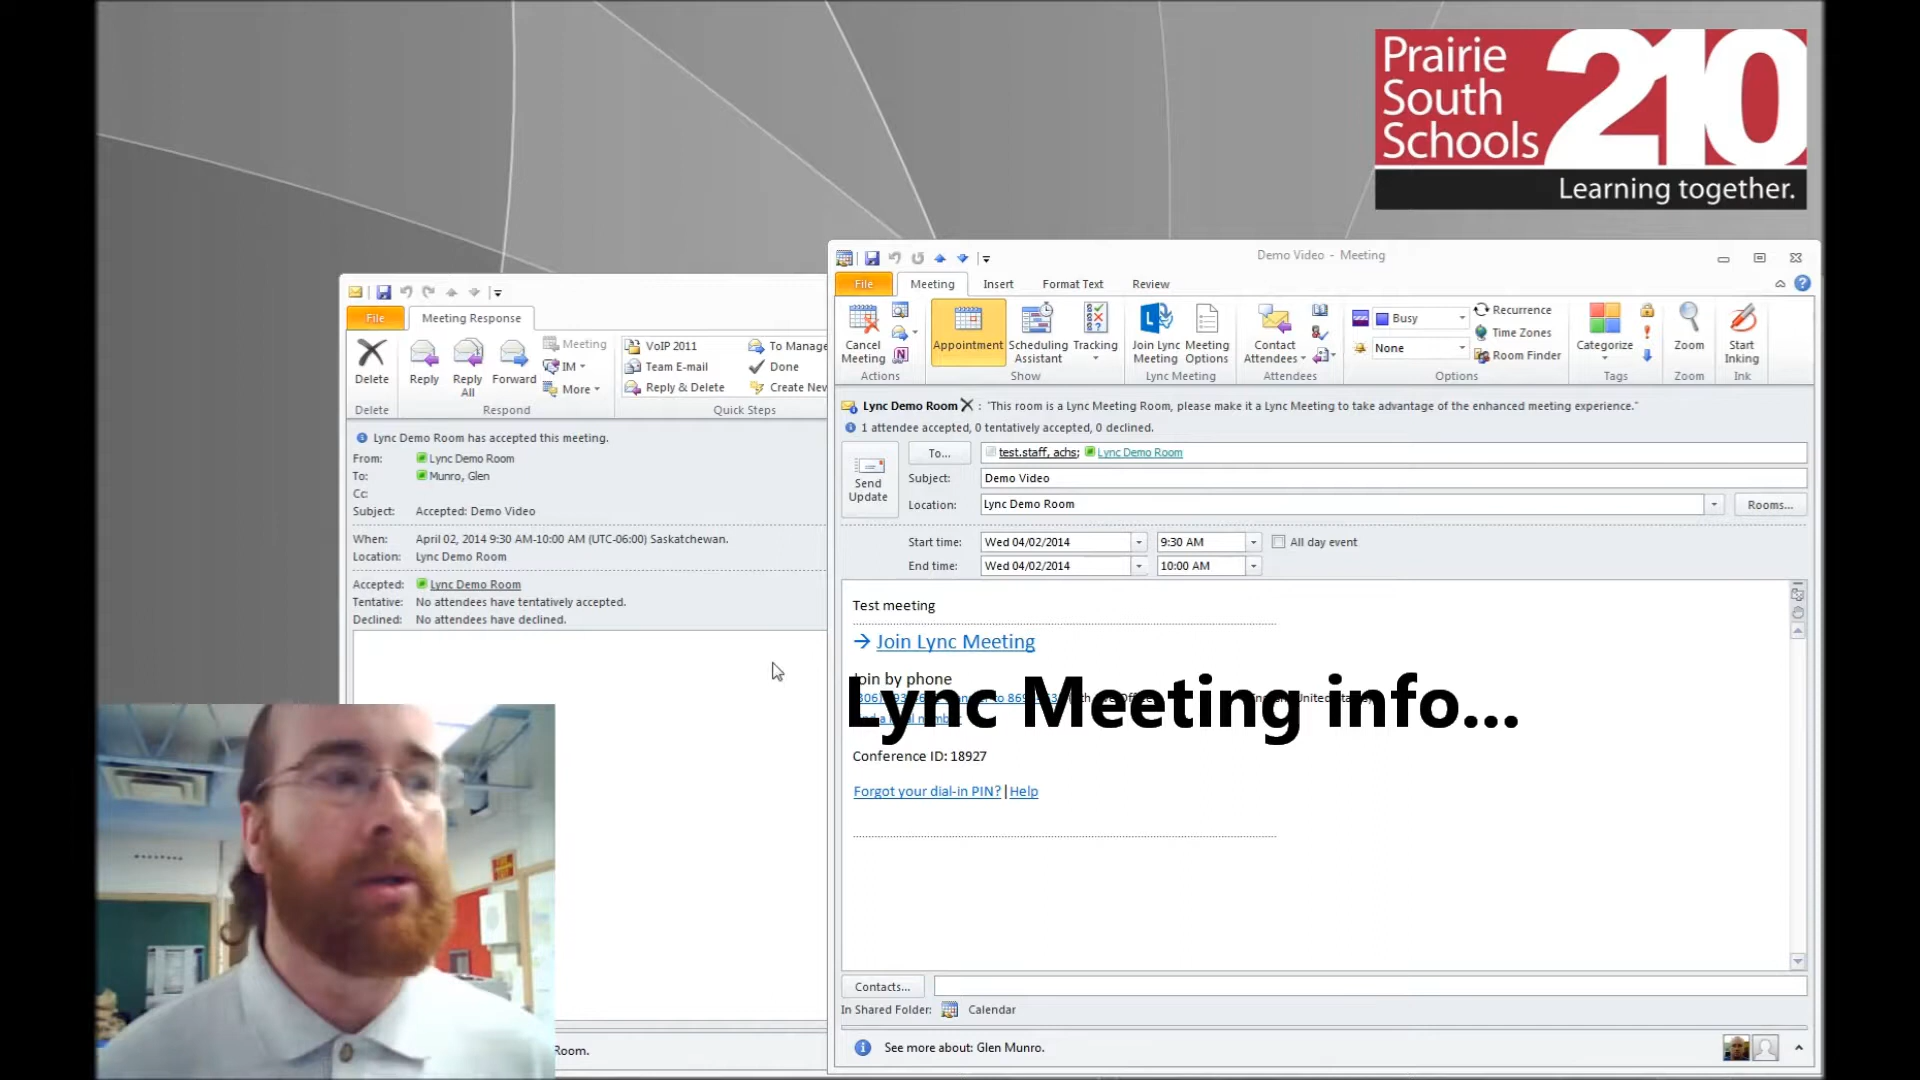 Prairie
South
Schools
210
Learning together.
Demo Video - Meeting
File
Meeting
Insert
Format Text
Review
Cancel
Meeting
Actions
Appointment
Scheduling
Assistant
Tracking
Show
Join Lync
Meeting
Meeting
Options
Lync Meeting
Contact
Attendees
Attendees
Busy
None
Recurrence
Time Zones
Room Finder
Options
Categorize
Tags
Zoom
Zoom
Start
Inking
Ink
Lync Demo Room : "This room is a Lync Meeting Room, please make it a Lync Meeting to take advantage of the enhanced meeting experience."
1 attendee accepted, 0 tentatively accepted, 0 declined.
Send
Update
To... test.staff, achs; Lync Demo Room
Subject: Demo Video
Location: Lync Demo Room Rooms...
Start time: Wed 04/02/2014 9:30 AM All day event
End time: Wed 04/02/2014 10:00 AM
Test meeting
Join Lync Meeting
Join by phone
Lync Meeting info...
Conference ID: 18927
Forgot your dial-in PIN? | Help
Contacts...
In Shared Folder: Calendar
See more about: Glen Munro.
File
Meeting Response
Delete
Delete
Reply
Reply
All
Forward
Meeting
IM
More
Respond
VoIP 2011
Team E-mail
Reply & Delete
To Manage
Done
Create New
Quick Steps
Lync Demo Room has accepted this meeting.
From: Lync Demo Room
To: Munro, Glen
Cc:
Subject: Accepted: Demo Video
When: April 02, 2014 9:30 AM-10:00 AM (UTC-06:00) Saskatchewan.
Location: Lync Demo Room
Accepted: Lync Demo Room
Tentative: No attendees have tentatively accepted.
Declined: No attendees have declined.
Room.